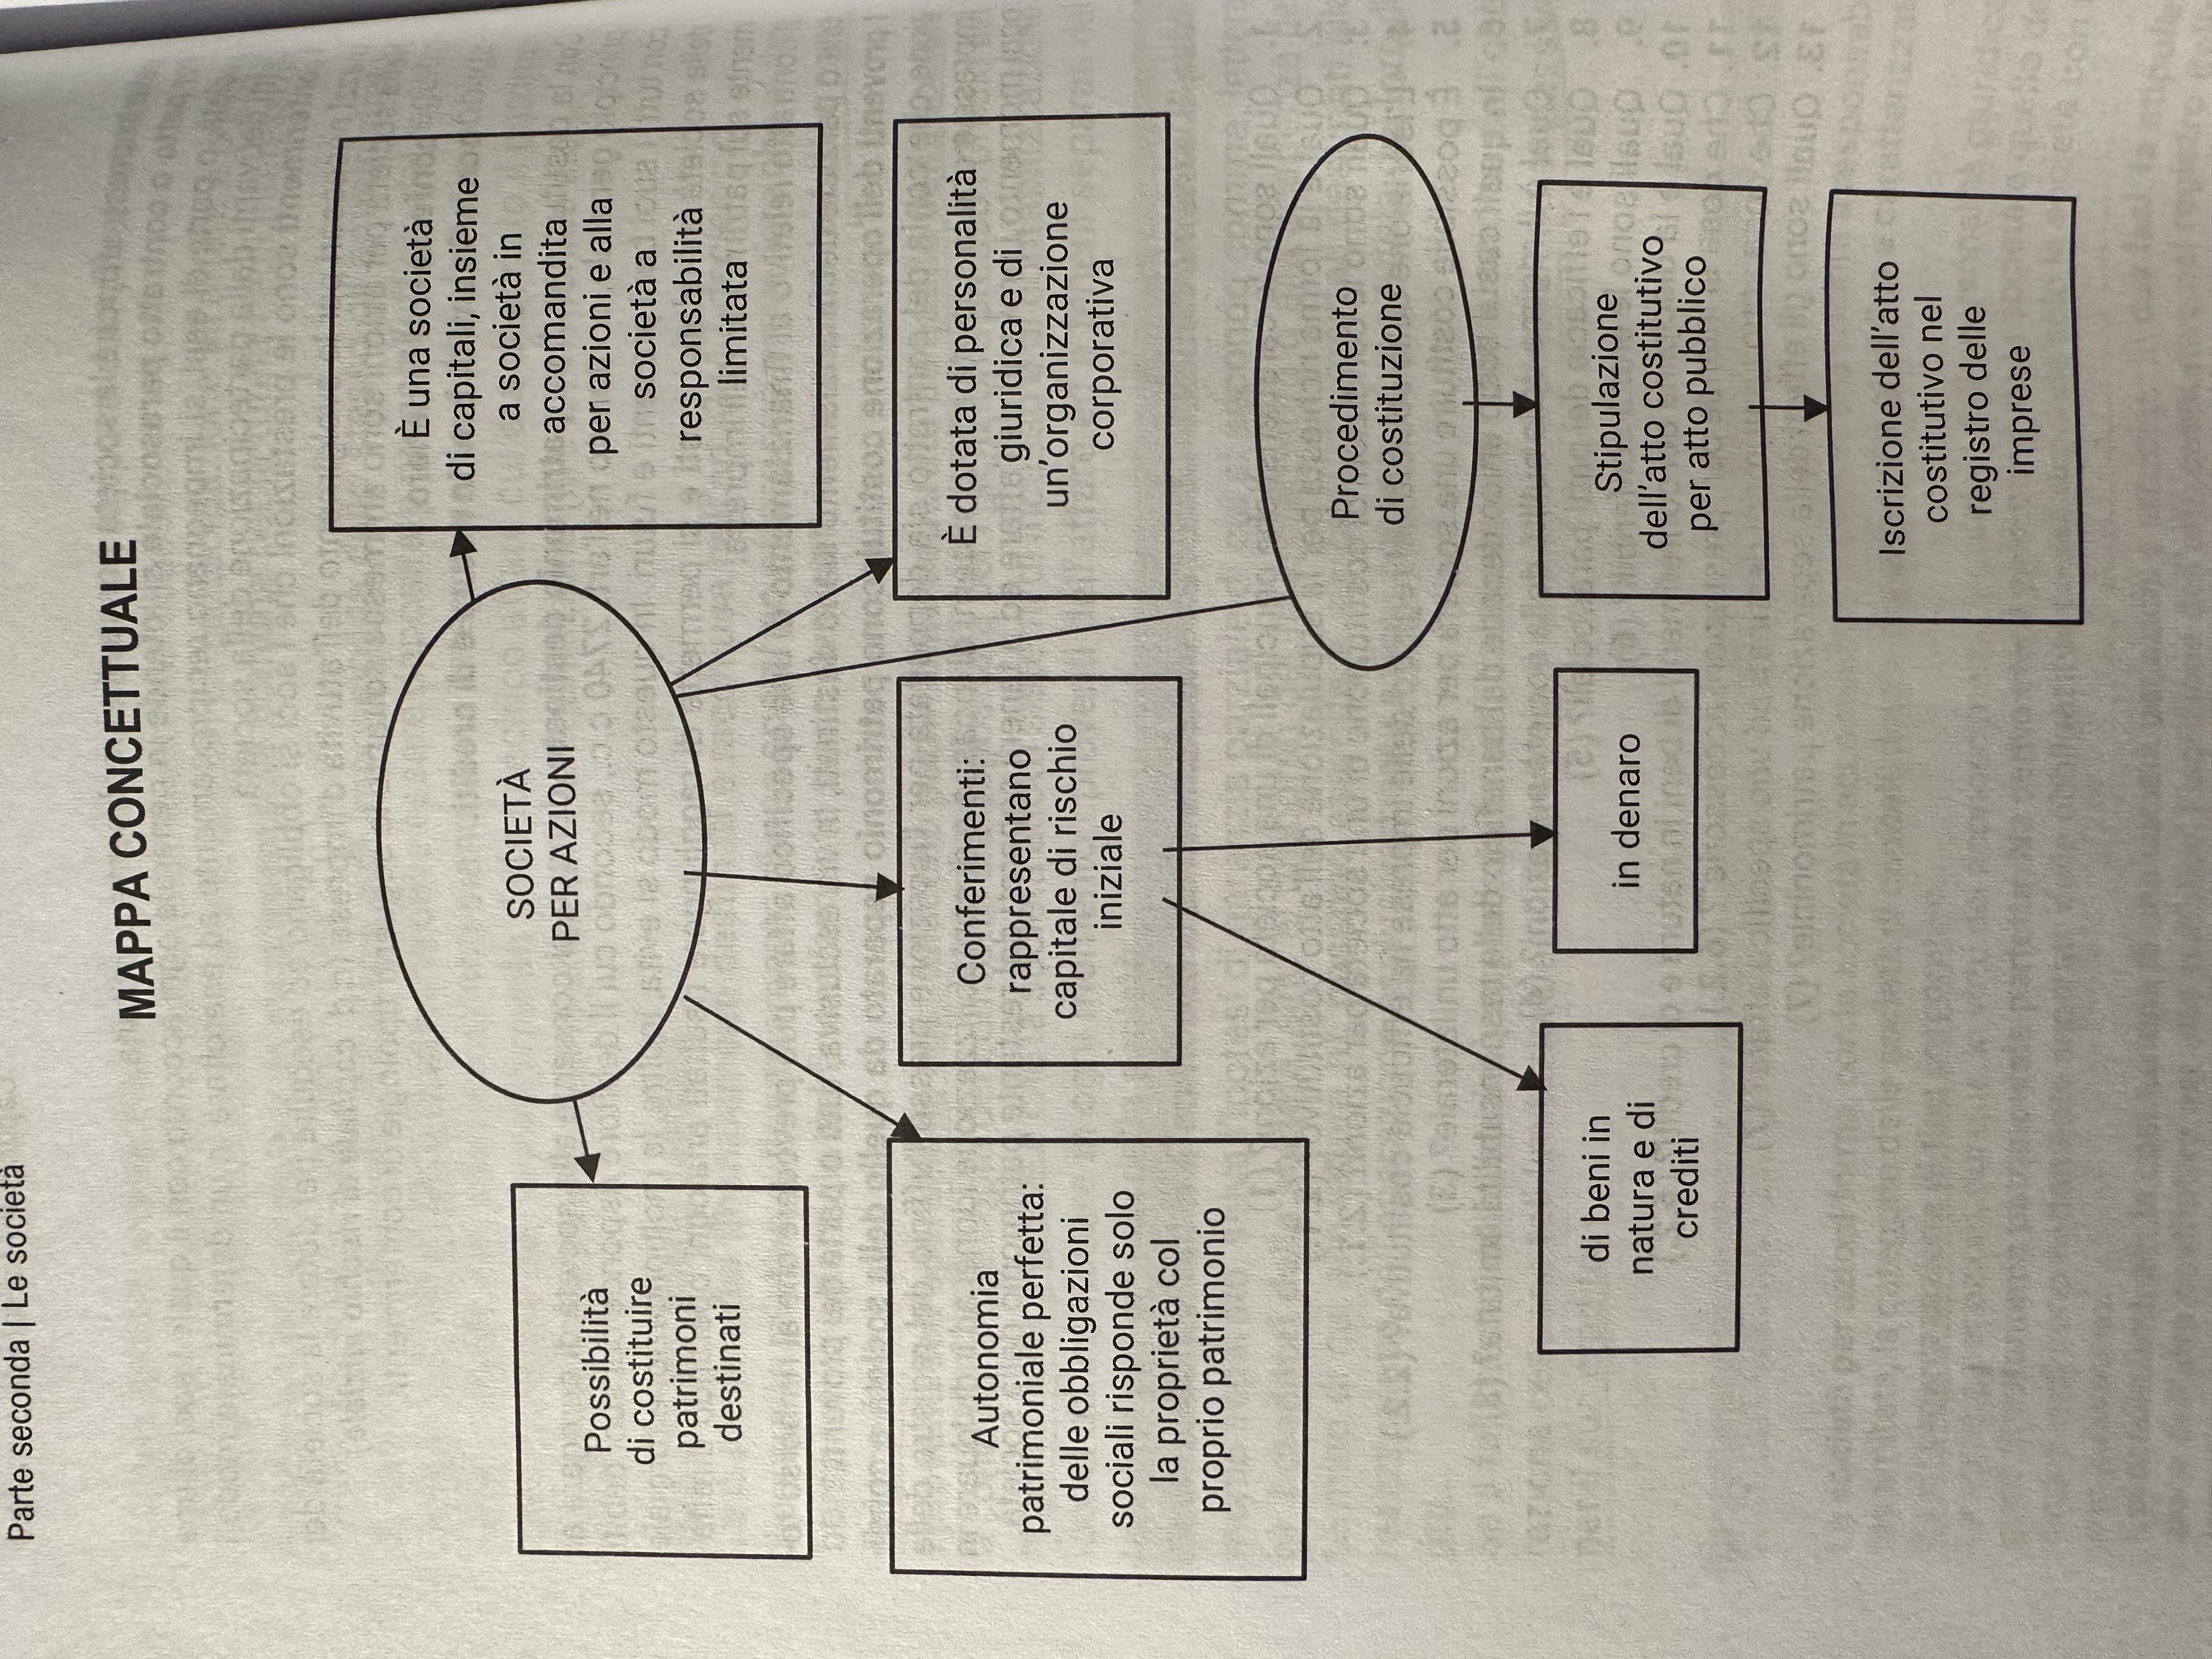 Parte seconda | Le società
MAPPA CONCETTUALE
SOCIETÀ
PER AZIONI
È una società
di capitali, insieme
a società in
accomandita
per azioni e alla
società a
responsabilità
limitata
Possibilità
di costituire
patrimoni
destinati
Autonomia
patrimoniale perfetta:
delle obbligazioni
sociali risponde solo
la proprietà col
proprio patrimonio
Conferimenti:
rappresentano
capitale di rischio
iniziale
È dotata di personalità
giuridica e di
un’organizzazione
corporativa
Procedimento
di costituzione
di beni in
natura e di
crediti
in denaro
Stipulazione
dell’atto costitutivo
per atto pubblico
Iscrizione dell’atto
costitutivo nel
registro delle
imprese